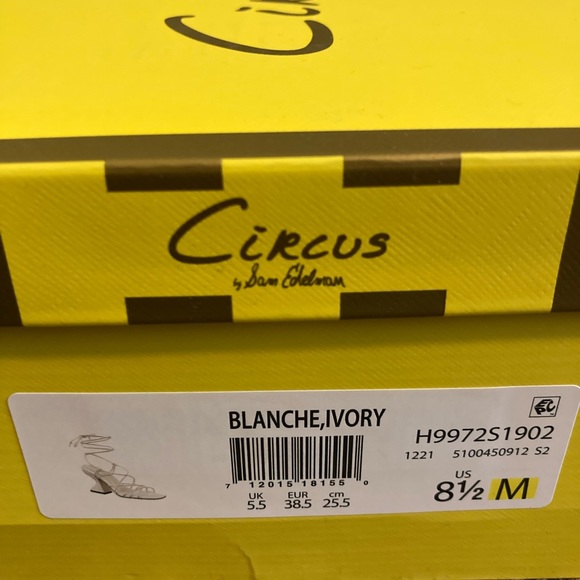 Cir
Circus
by Sam Edelman
BLANCHE,IVORY
H9972S1902
1221 5100450912 S2
7 12015 18155 0
UK EUR cm
5.5 38.5 25.5
US
8½ M